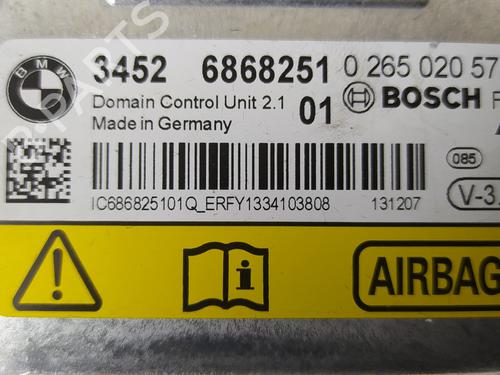 BMW
3452 6868251 0 265 020 57
Domain Control Unit 2.1 01 BOSCH
Made in Germany
085
IC686825101Q_ERFY1334103808 131207
V-3.
i
AIRBAG